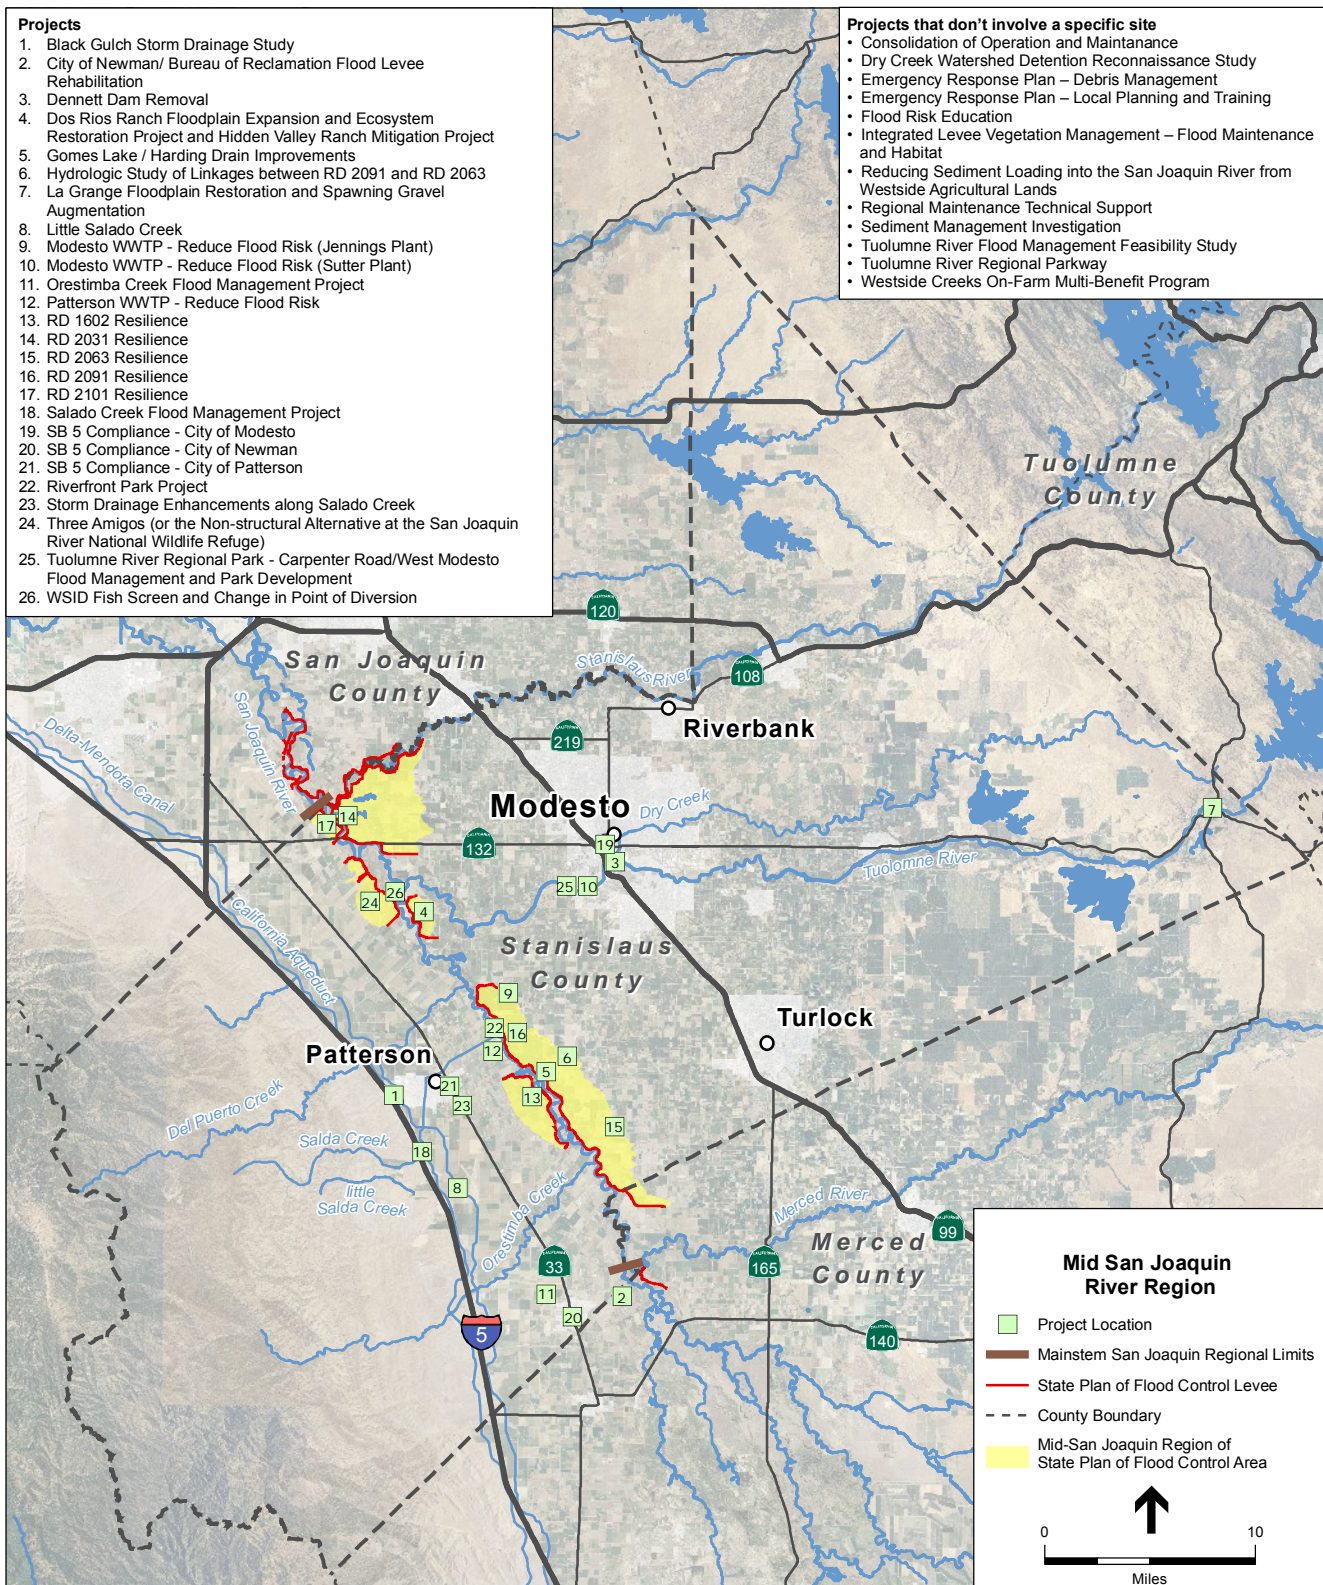 Projects
1. Black Gulch Storm Drainage Study
2. City of Newman/ Bureau of Reclamation Flood Levee
Rehabilitation
3. Dennett Dam Removal
4. Dos Rios Ranch Floodplain Expansion and Ecosystem
Restoration Project and Hidden Valley Ranch Mitigation Project
5. Gomes Lake / Harding Drain Improvements
6. Hydrologic Study of Linkages between RD 2091 and RD 2063
7. La Grange Floodplain Restoration and Spawning Gravel
Augmentation
8. Little Salado Creek
9. Modesto WWTP - Reduce Flood Risk (Jennings Plant)
10. Modesto WWTP - Reduce Flood Risk (Sutter Plant)
11. Orestimba Creek Flood Management Project
12. Patterson WWTP - Reduce Flood Risk
13. RD 1602 Resilience
14. RD 2031 Resilience
15. RD 2063 Resilience
16. RD 2091 Resilience
17. RD 2101 Resilience
18. Salado Creek Flood Management Project
19. SB 5 Compliance - City of Modesto
20. SB 5 Compliance - City of Newman
21. SB 5 Compliance - City of Patterson
22. Riverfront Park Project
23. Storm Drainage Enhancements along Salado Creek
24. Three Amigos (or the Non-structural Alternative at the San Joaquin
River National Wildlife Refuge)
25. Tuolumne River Regional Park - Carpenter Road/West Modesto
Flood Management and Park Development
26. WSID Fish Screen and Change in Point of Diversion
Projects that don't involve a specific site
• Consolidation of Operation and Maintanance
• Dry Creek Watershed Detention Reconnaissance Study
• Emergency Response Plan – Debris Management
• Emergency Response Plan – Local Planning and Training
• Flood Risk Education
• Integrated Levee Vegetation Management – Flood Maintenance
and Habitat
• Reducing Sediment Loading into the San Joaquin River from
Westside Agricultural Lands
• Regional Maintenance Technical Support
• Sediment Management Investigation
• Tuolumne River Flood Management Feasibility Study
• Tuolumne River Regional Parkway
• Westside Creeks On-Farm Multi-Benefit Program
Tuolumne
County
CALIFORNIA
120
San Joaquin
County
Stanislaus River
CALIFORNIA
108
Riverbank
CALIFORNIA
219
San Joaquin River
Delta-Mendota Canal
Modesto
Dry Creek
7
14
17
CALIFORNIA
132
19
3
Tuolomne River
25
10
26
24
4
California Aqueduct
Stanislaus
County
9
22
16
12
6
5
Turlock
Patterson
21
1
23
13
15
Del Puerto Creek
Salda Creek
18
8
little
Salda Creek
Orestimba Creek
Merced River
CALIFORNIA
99
Merced
County
CALIFORNIA
33
CALIFORNIA
165
11
2
20
5
CALIFORNIA
140
Mid San Joaquin
River Region
Project Location
Mainstem San Joaquin Regional Limits
State Plan of Flood Control Levee
County Boundary
Mid-San Joaquin Region of
State Plan of Flood Control Area
0 10
Miles